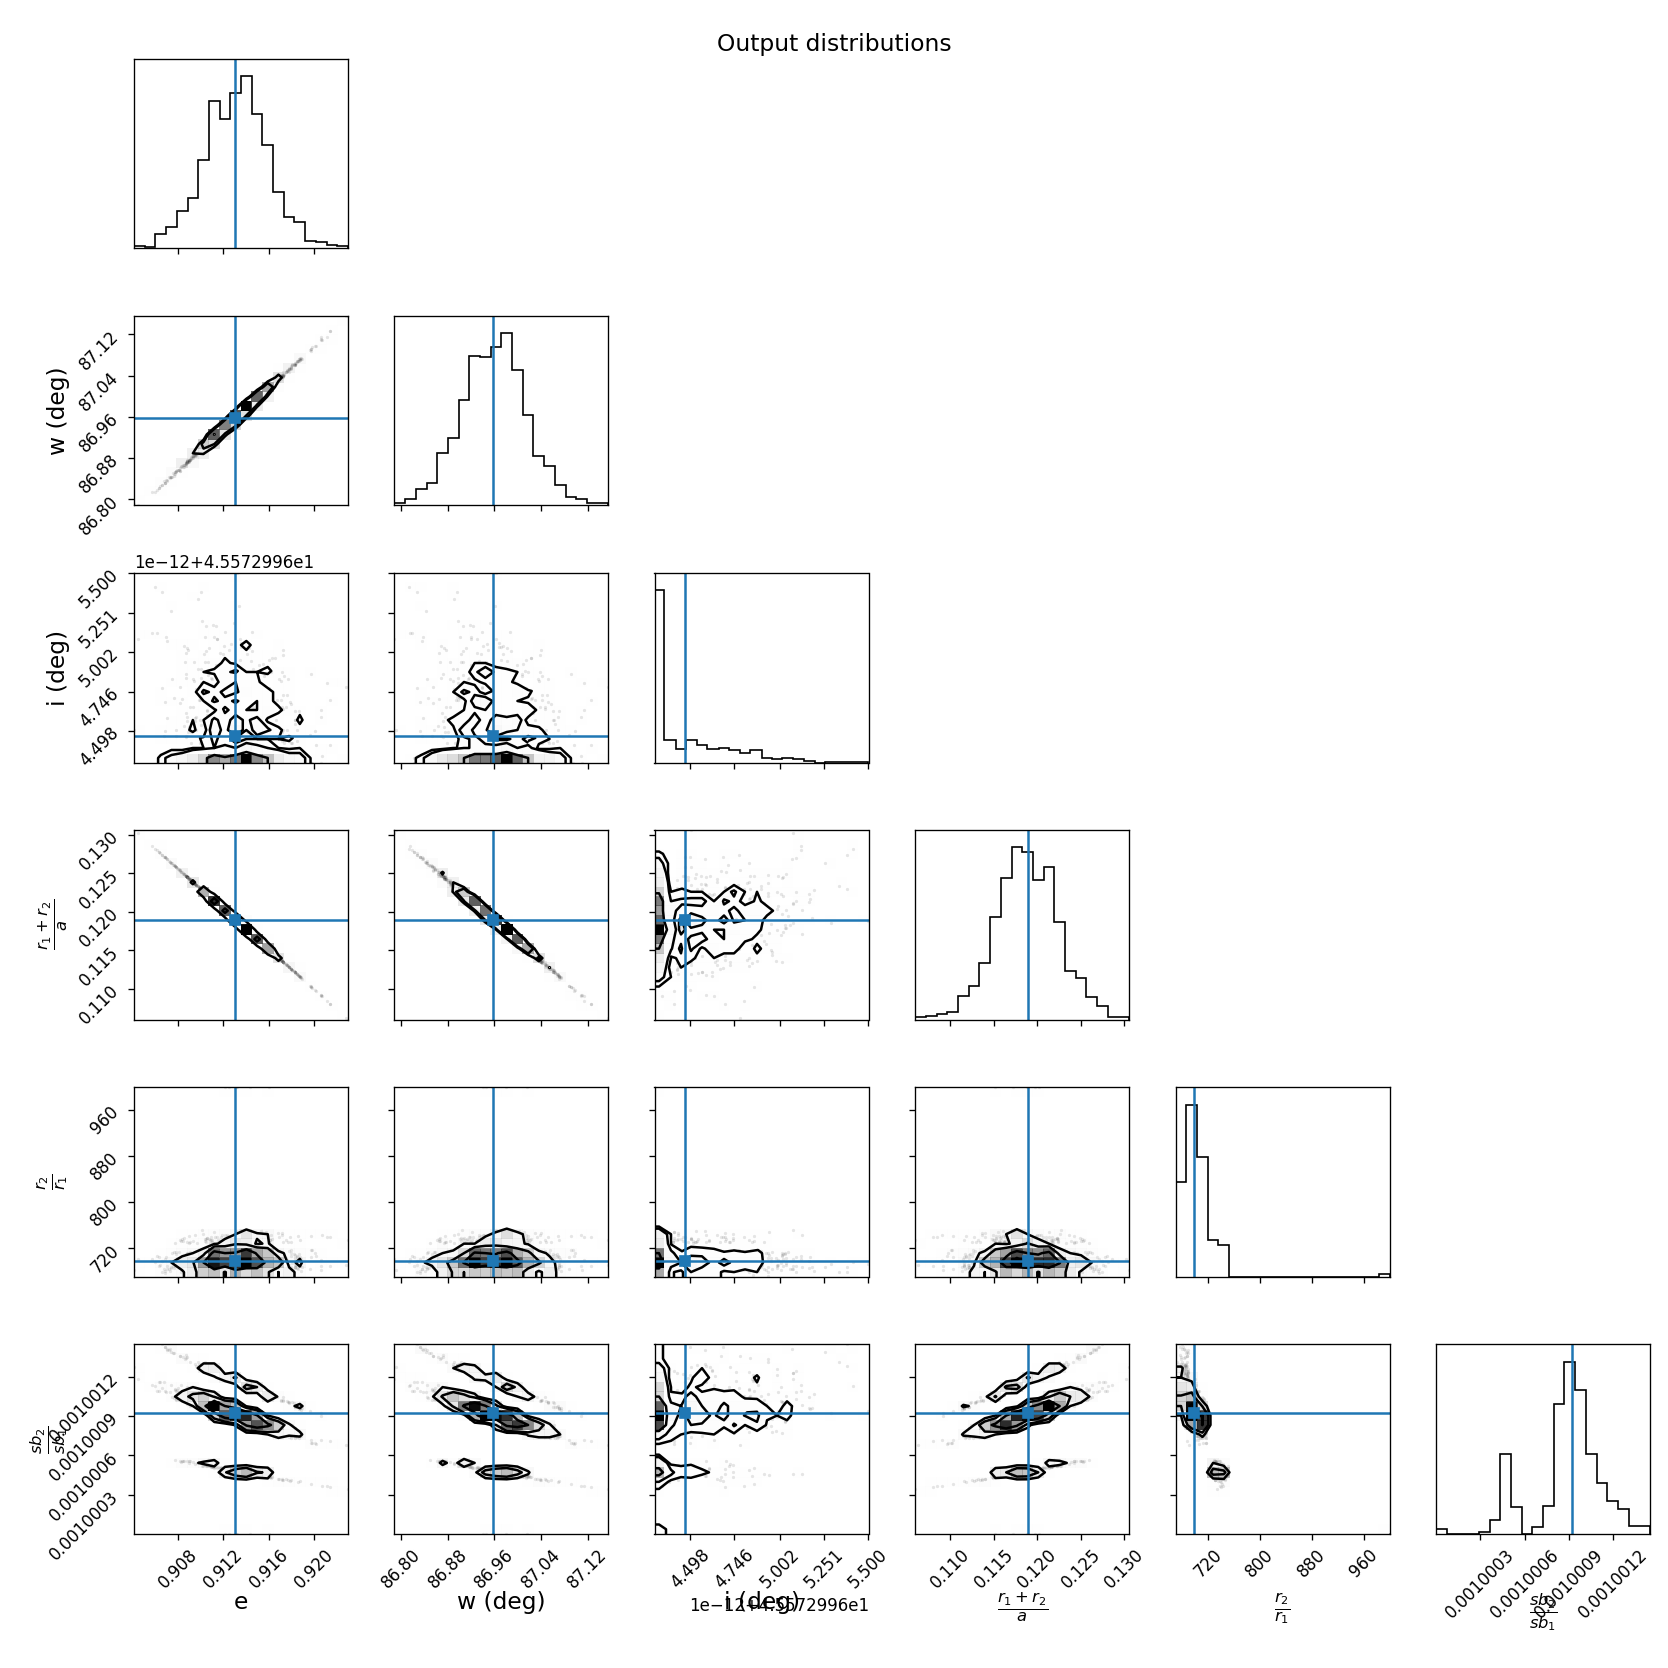 Output distributions
w (deg)
87.12
87.04
86.96
86.88
86.80
1e−12+4.5572996e1
i (deg)
5.500
5.251
5.002
4.746
4.498
r₁ + r₂
a
0.130
0.125
0.120
0.115
0.110
r₂
r₁
960
880
800
720
sb₂
sb₁
0.0010012
0.0010009
0.0010006
0.0010003
0.908 0.912 0.916 0.920
86.80 86.88 86.96 87.04 87.12
4.498 4.746 5.002 5.251 5.500
0.110 0.115 0.120 0.125 0.130
720 800 880 960
0.0010003 0.0010006 0.0010009 0.0010012
e
w (deg)
i (deg)
1e−12+4.5572996e1
r₁ + r₂
a
r₂
r₁
sb₂
sb₁